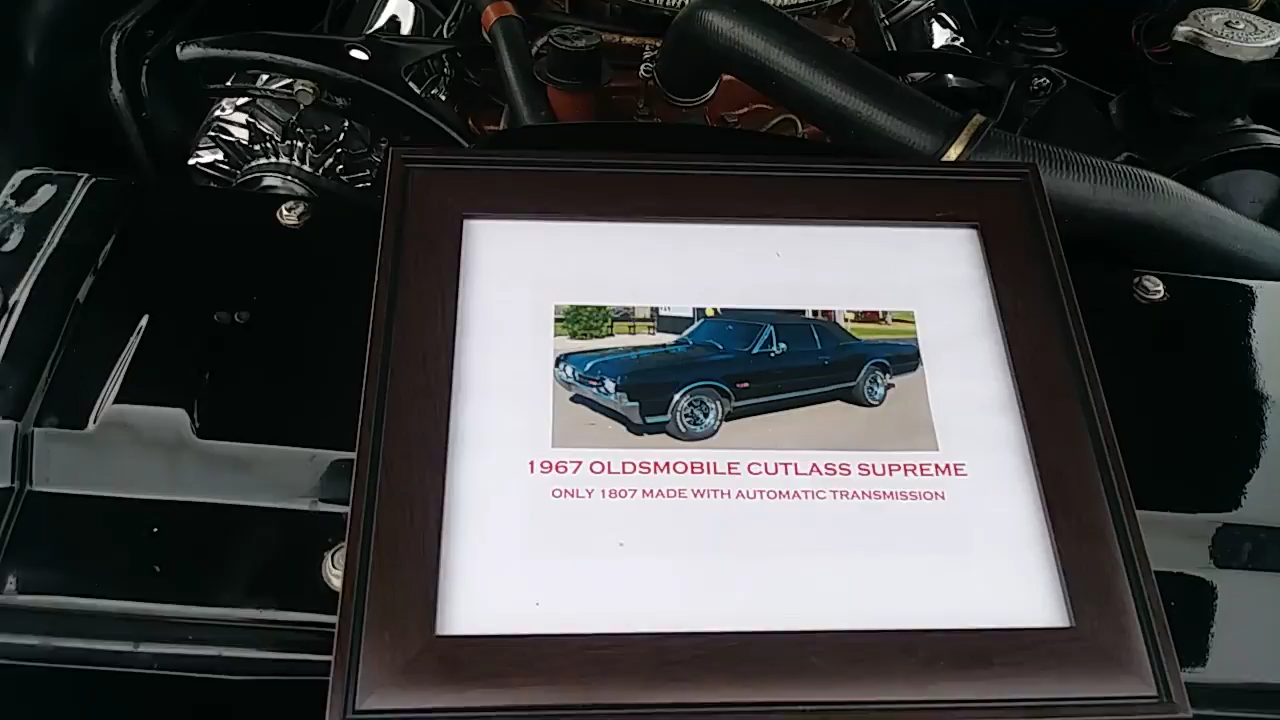 1967 OLDSMOBILE CUTLASS SUPREME
ONLY 1807 MADE WITH AUTOMATIC TRANSMISSION